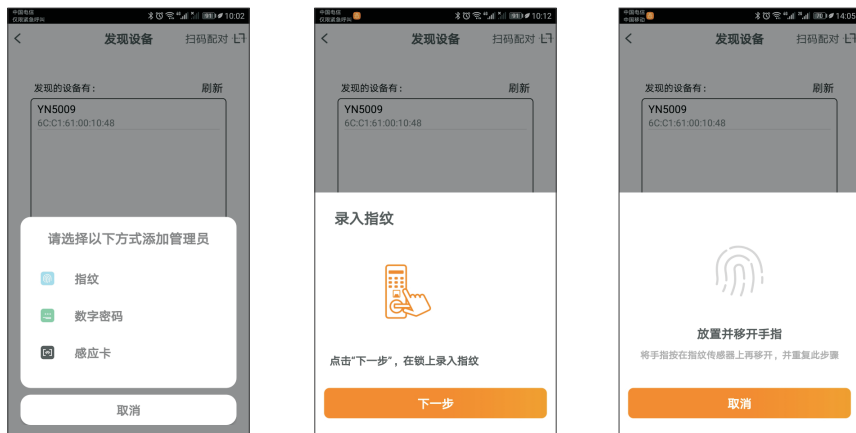 中国电信
仅限紧急呼叫
10:02
发现设备
扫码配对
发现的设备有:
刷新
YN5009
6C:C1:61:00:10:48
请选择以下方式添加管理员
指纹
数字密码
感应卡
取消
中国电信
仅限紧急呼叫
10:12
发现设备
扫码配对
发现的设备有:
刷新
YN5009
6C:C1:61:00:10:48
录入指纹
点击“下一步”，在锁上录入指纹
下一步
中国电信
中国移动
14:05
发现设备
扫码配对
发现的设备有:
刷新
YN5009
6C:C1:61:00:10:48
放置并移开手指
将手指按在指纹传感器上再移开，并重复此步骤
取消